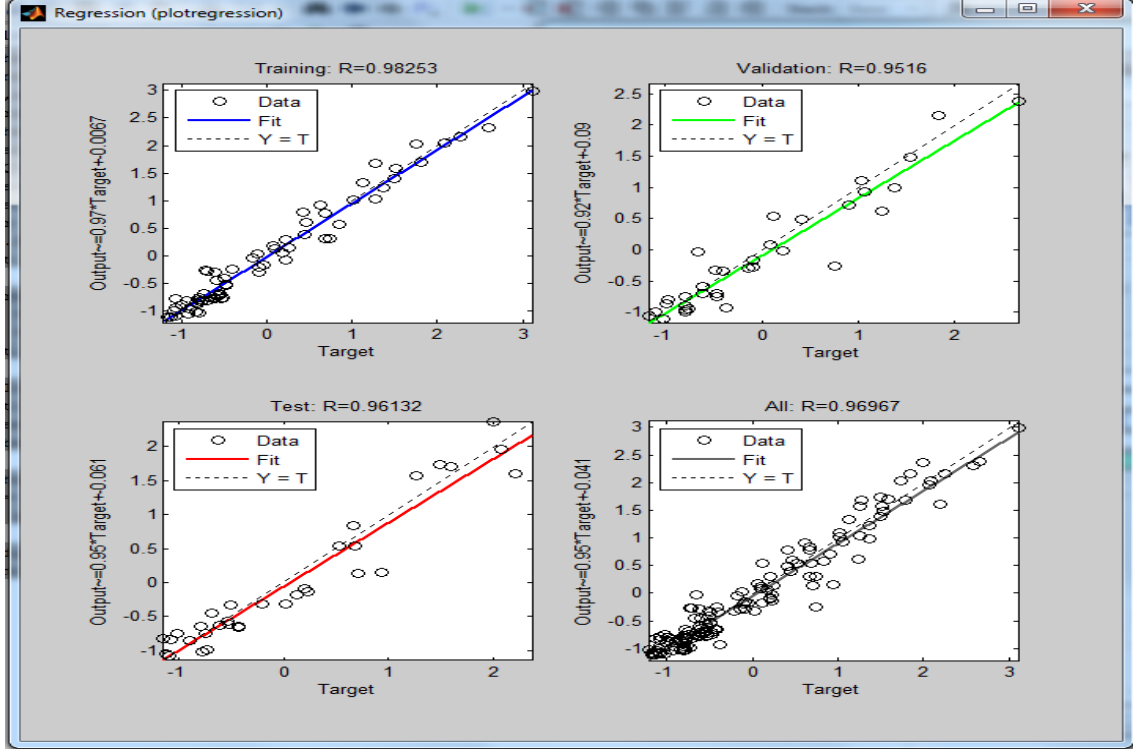 Regression (plotregression)
Training: R=0.98253
Output~=0.97*Target+0.0067
Data
Fit
Y = T
3
2.5
2
1.5
1
0.5
0
-0.5
-1
-1 0 1 2 3
Target
Validation: R=0.9516
Output~=0.92*Target+-0.09
Data
Fit
Y = T
2.5
2
1.5
1
0.5
0
-0.5
-1
-1 0 1 2
Target
Test: R=0.96132
Output~=0.95*Target+-0.061
Data
Fit
Y = T
2
1.5
1
0.5
0
-0.5
-1
-1 0 1 2
Target
All: R=0.96967
Output~=0.95*Target+-0.041
Data
Fit
Y = T
3
2.5
2
1.5
1
0.5
0
-0.5
-1
-1 0 1 2 3
Target